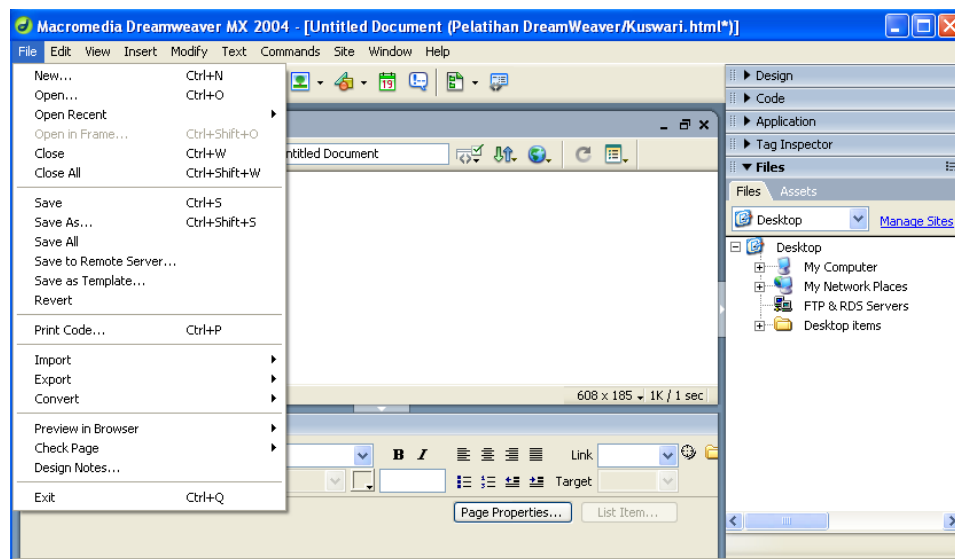 Macromedia Dreamweaver MX 2004 - [Untitled Document (Pelatihan DreamWeaver/Kuswari.html*)]
File Edit View Insert Modify Text Commands Site Window Help
New... Ctrl+N
Open... Ctrl+O
Open Recent
Open in Frame... Ctrl+Shift+O
Close Ctrl+W
Close All Ctrl+Shift+W
Save Ctrl+S
Save As... Ctrl+Shift+S
Save All
Save to Remote Server...
Save as Template...
Revert
Print Code... Ctrl+P
Import
Export
Convert
Preview in Browser
Check Page
Design Notes...
Exit Ctrl+Q
19
ntitled Document
608 x 185 1K / 1 sec
B I Link
Target
Page Properties... List Item...
Design
Code
Application
Tag Inspector
Files
Files Assets
Desktop Manage Sites
Desktop
My Computer
My Network Places
FTP & RDS Servers
Desktop items